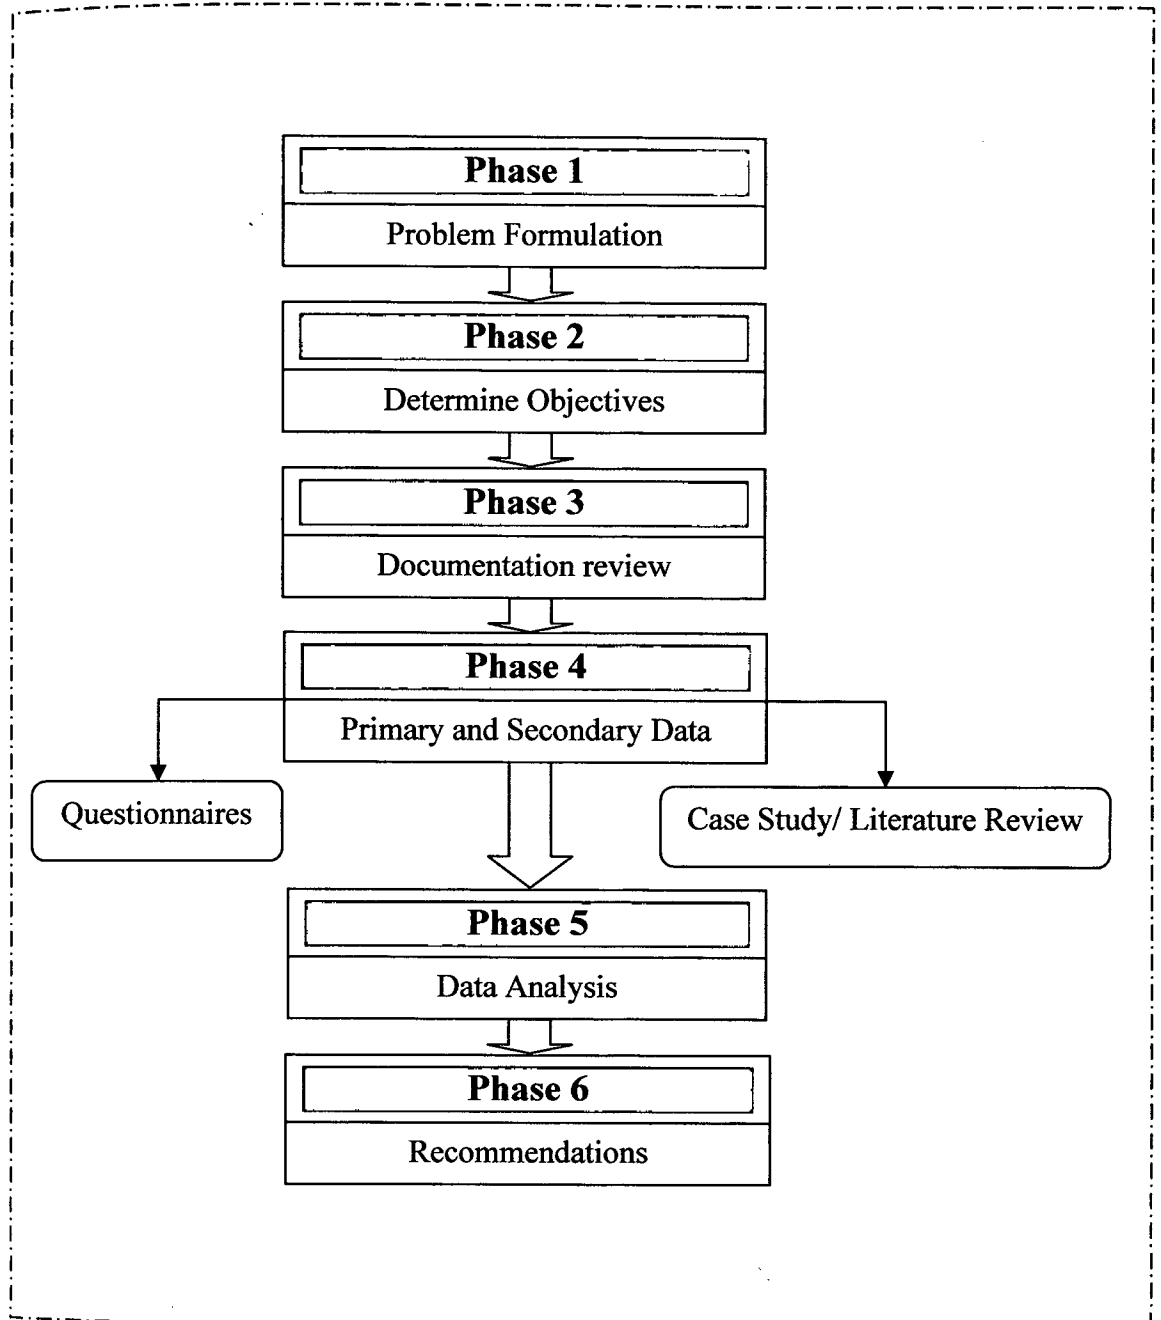 Phase 1
Problem Formulation
Phase 2
Determine Objectives
Phase 3
Documentation review
Phase 4
Primary and Secondary Data
Questionnaires
Case Study/ Literature Review
Phase 5
Data Analysis
Phase 6
Recommendations